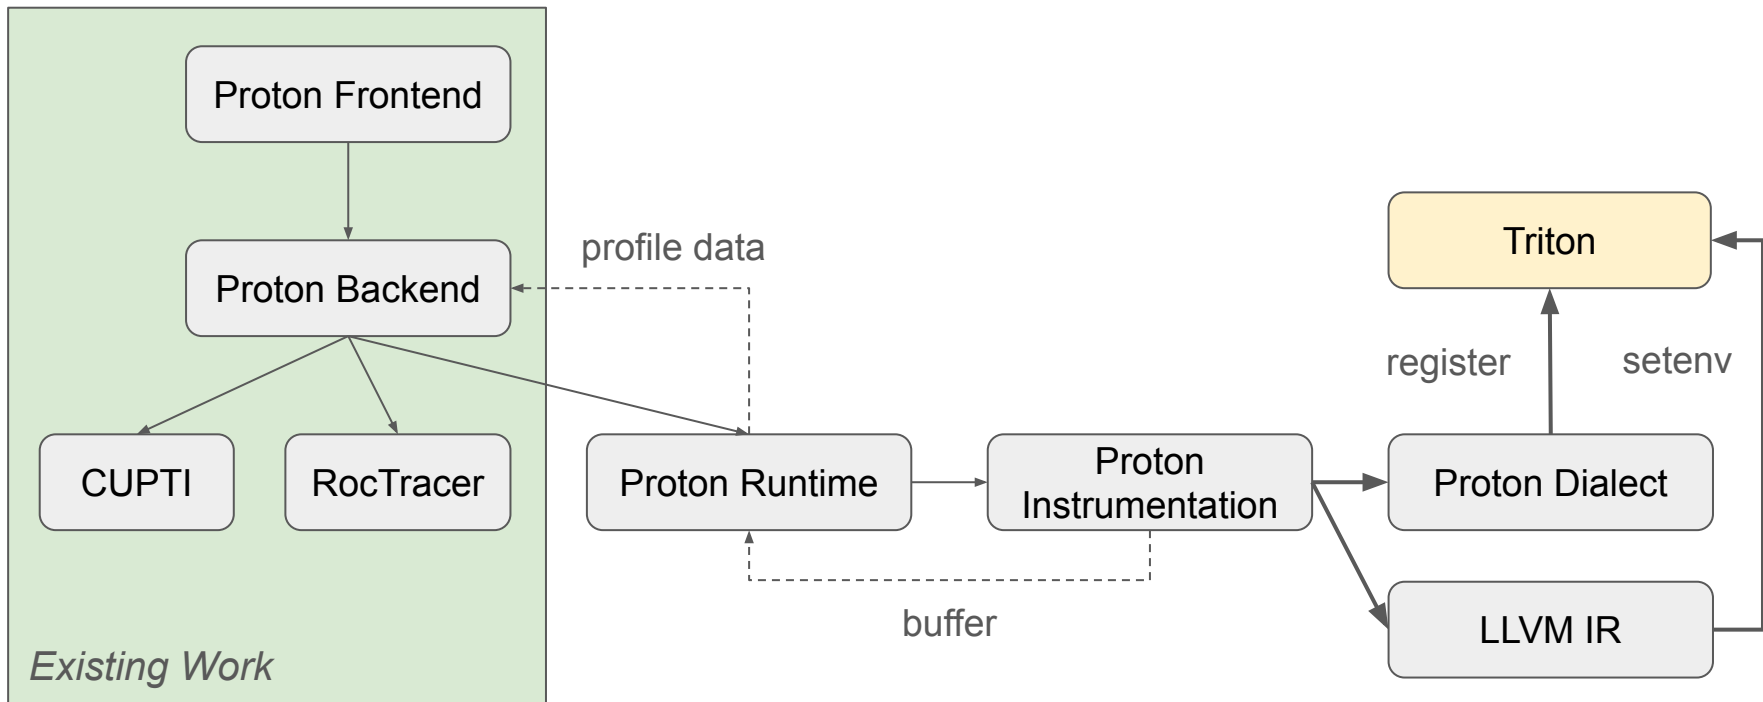 Proton Frontend
Proton Backend
profile data
Triton
register
setenv
CUPTI
RocTracer
Proton Runtime
Proton
Instrumentation
Proton Dialect
buffer
LLVM IR
Existing Work